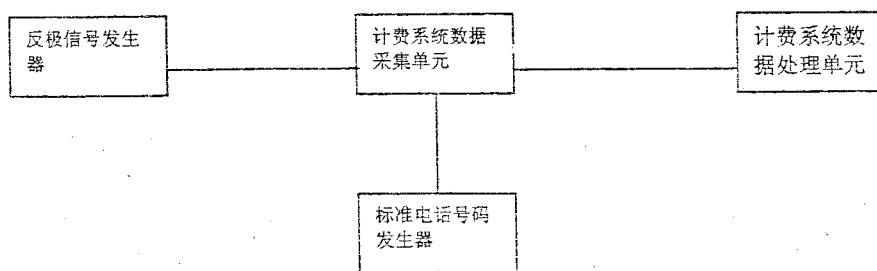 反极信号发生
器
计费系统数据
采集单元
计费系统数
据处理单元
标准电话号码
发生器